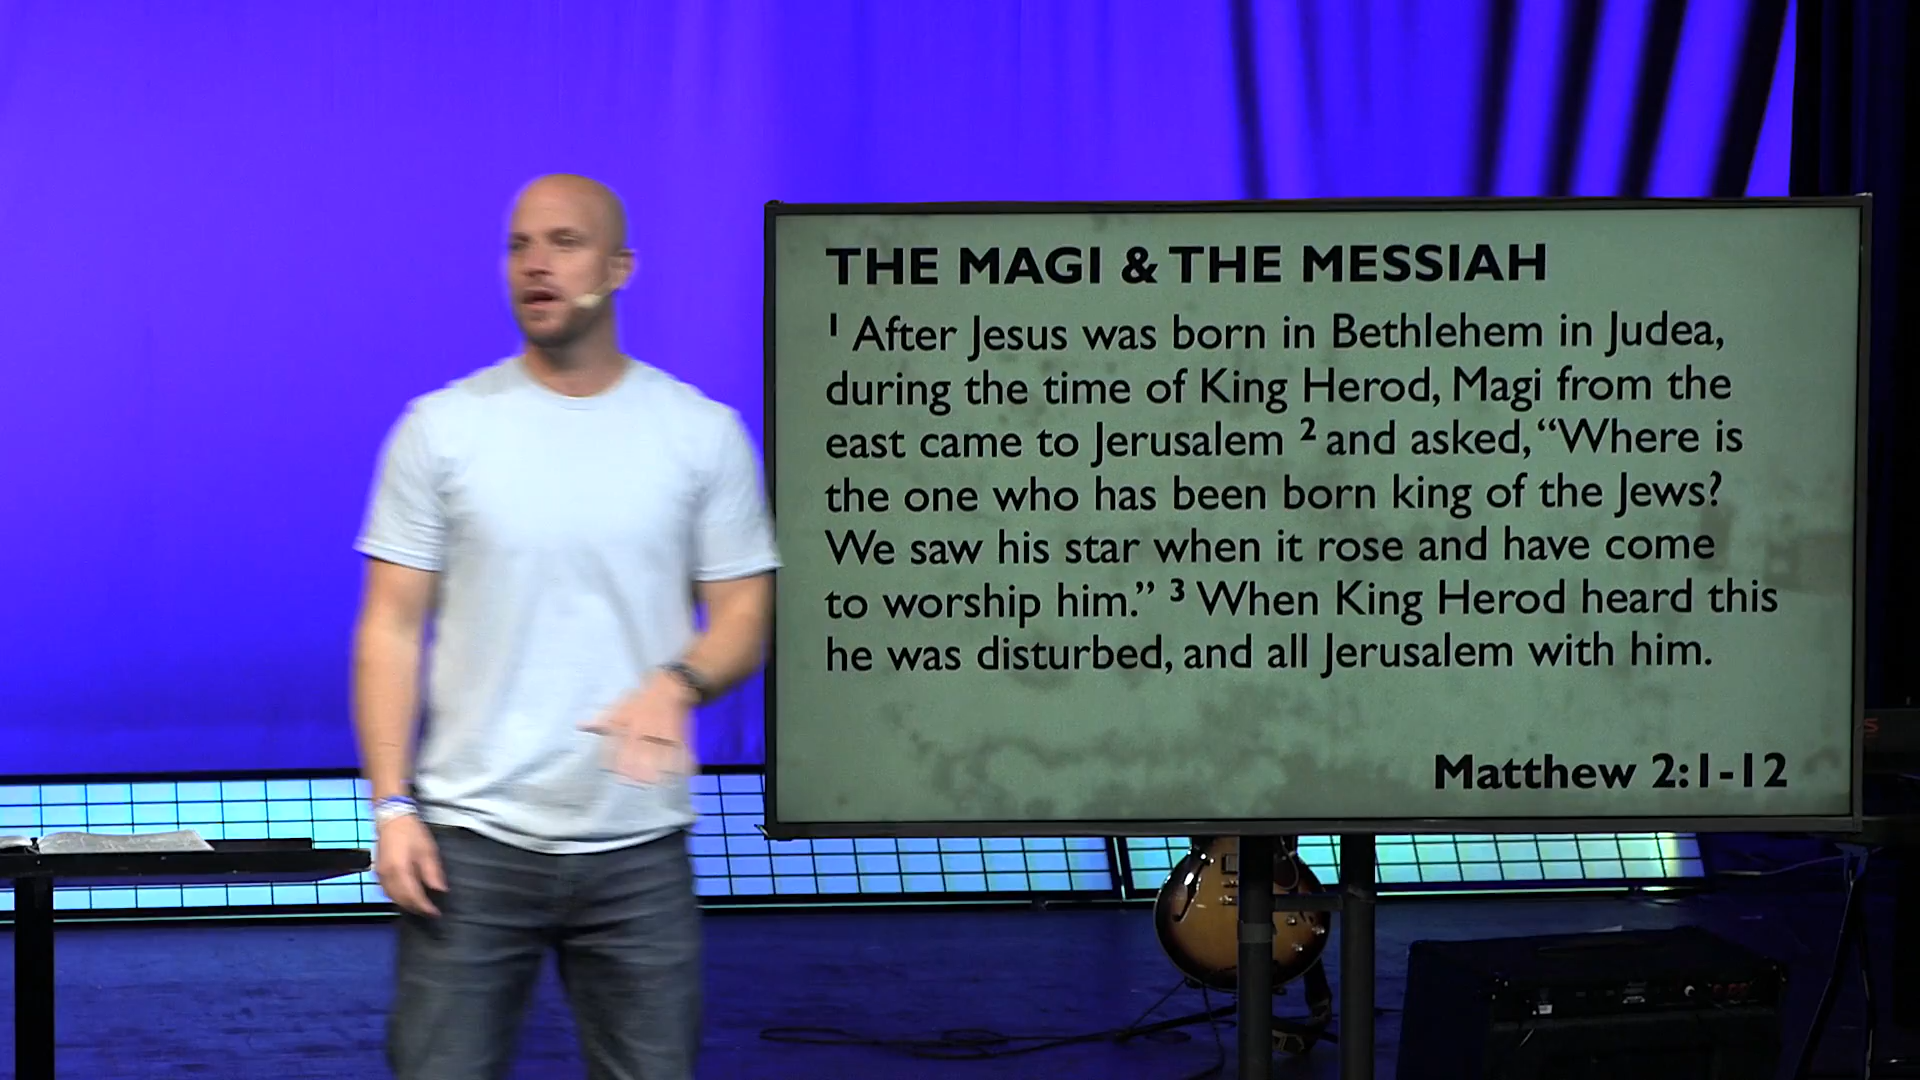 THE MAGI & THE MESSIAH
1 After Jesus was born in Bethlehem in Judea,
during the time of King Herod, Magi from the
east came to Jerusalem 2 and asked, “Where is
the one who has been born king of the Jews?
We saw his star when it rose and have come
to worship him.” 3 When King Herod heard this
he was disturbed, and all Jerusalem with him.
Matthew 2:1-12